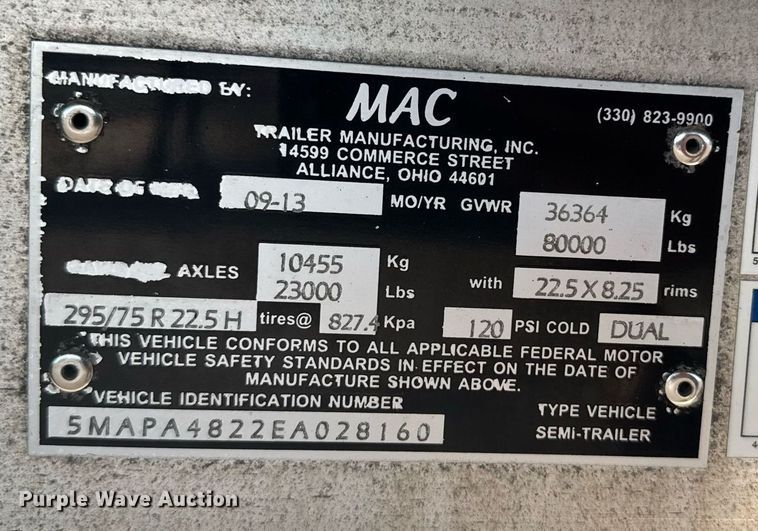 MANUFACTURED BY:
MAC
(330) 823-9900
TRAILER MANUFACTURING, INC.
14599 COMMERCE STREET
ALLIANCE, OHIO 44601
DATE OF 09-13 MO/YR GVWR 36364 Kg
80000 Lbs
AXLES 10455 Kg
23000 Lbs with 22.5 X 8.25 rims
295/75 R 22.5 H tires@ 827.4 Kpa 120 PSI COLD DUAL
THIS VEHICLE CONFORMS TO ALL APPLICABLE FEDERAL MOTOR
VEHICLE SAFETY STANDARDS IN EFFECT ON THE DATE OF
MANUFACTURE SHOWN ABOVE.
VEHICLE IDENTIFICATION NUMBER
5MAPA4822EA028160
TYPE VEHICLE
SEMI-TRAILER
Purple Wave Auction